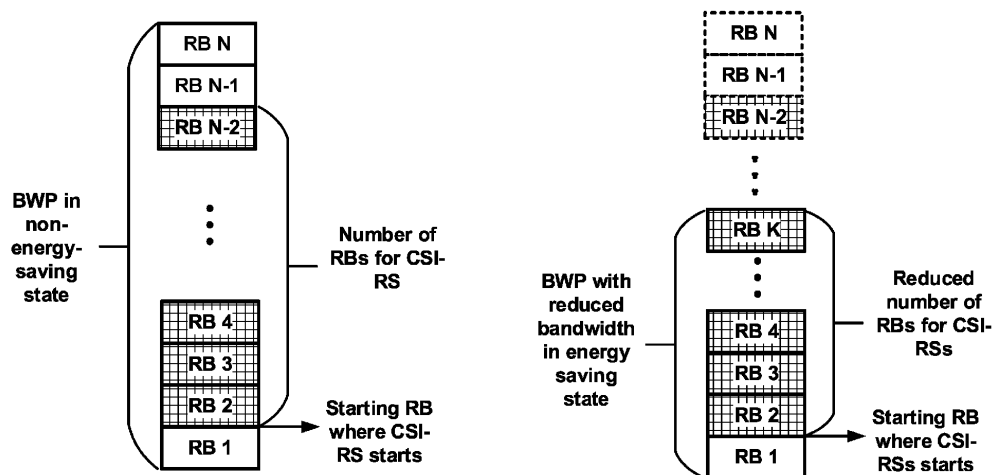 RB N
RB N-1
RB N-2
BWP in
non-
energy-
saving
state
Number of
RBs for CSI-
RS
RB 4
RB 3
RB 2
RB 1
Starting RB
where CSI-
RS starts
RB N
RB N-1
RB N-2
RB K
BWP with
reduced
bandwidth
in energy
saving
state
Reduced
number of
RBs for CSI-
RSs
RB 4
RB 3
RB 2
RB 1
Starting RB
where CSI-
RSs starts